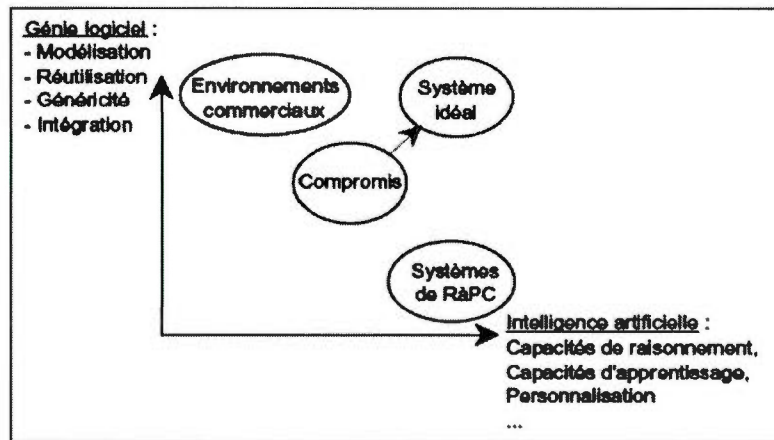 Génie logiciel :
- Modélisation
- Réutilisation
- Généricité
- Intégration
Environnements
commerciaux
Système
idéal
Compromis
Systèmes
de RàPC
Intelligence artificielle :
Capacités de raisonnement,
Capacités d'apprentissage,
Personnalisation
...